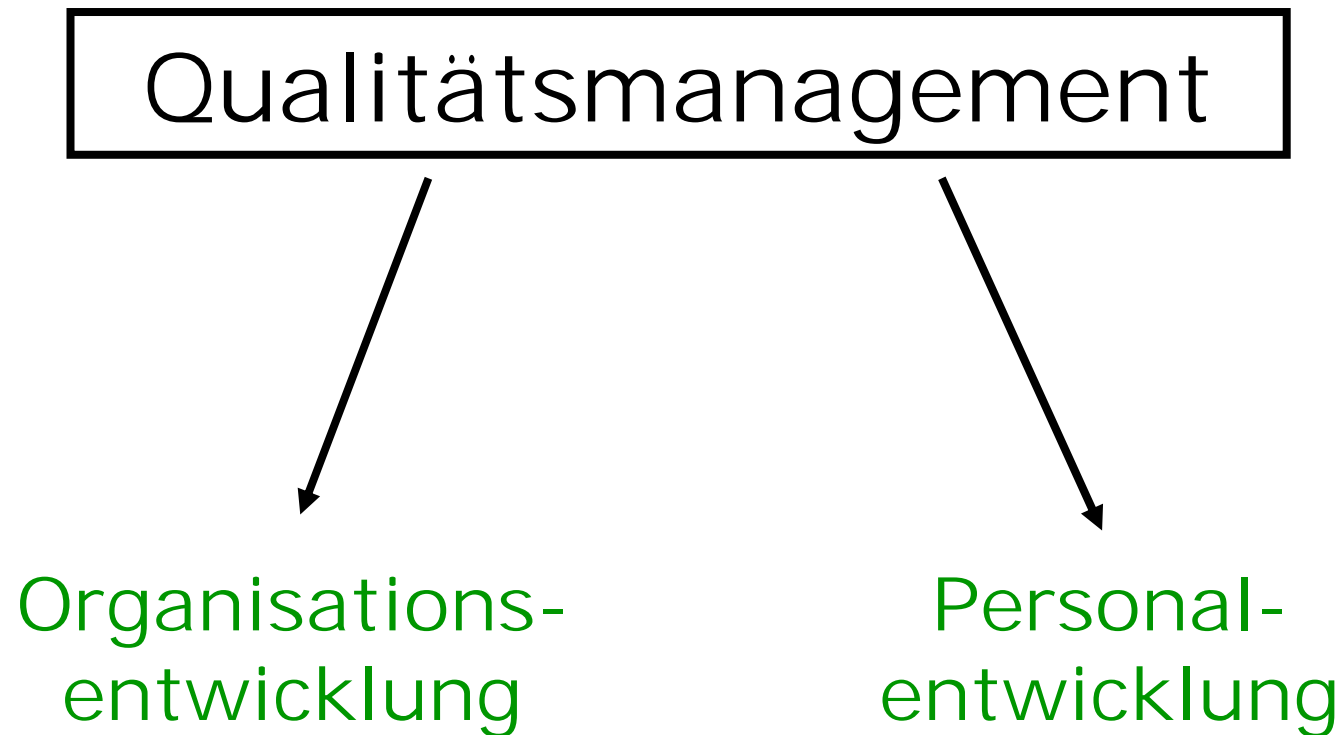 Qualitätsmanagement
Organisations-
entwicklung
Personal-
entwicklung